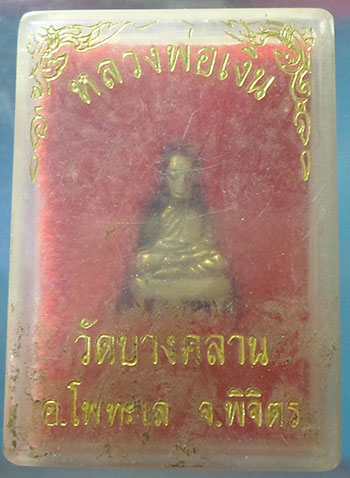 หลวงพ่อเงิน
วัดบางคลาน
อ.โพทะเล จ.พิจิตร